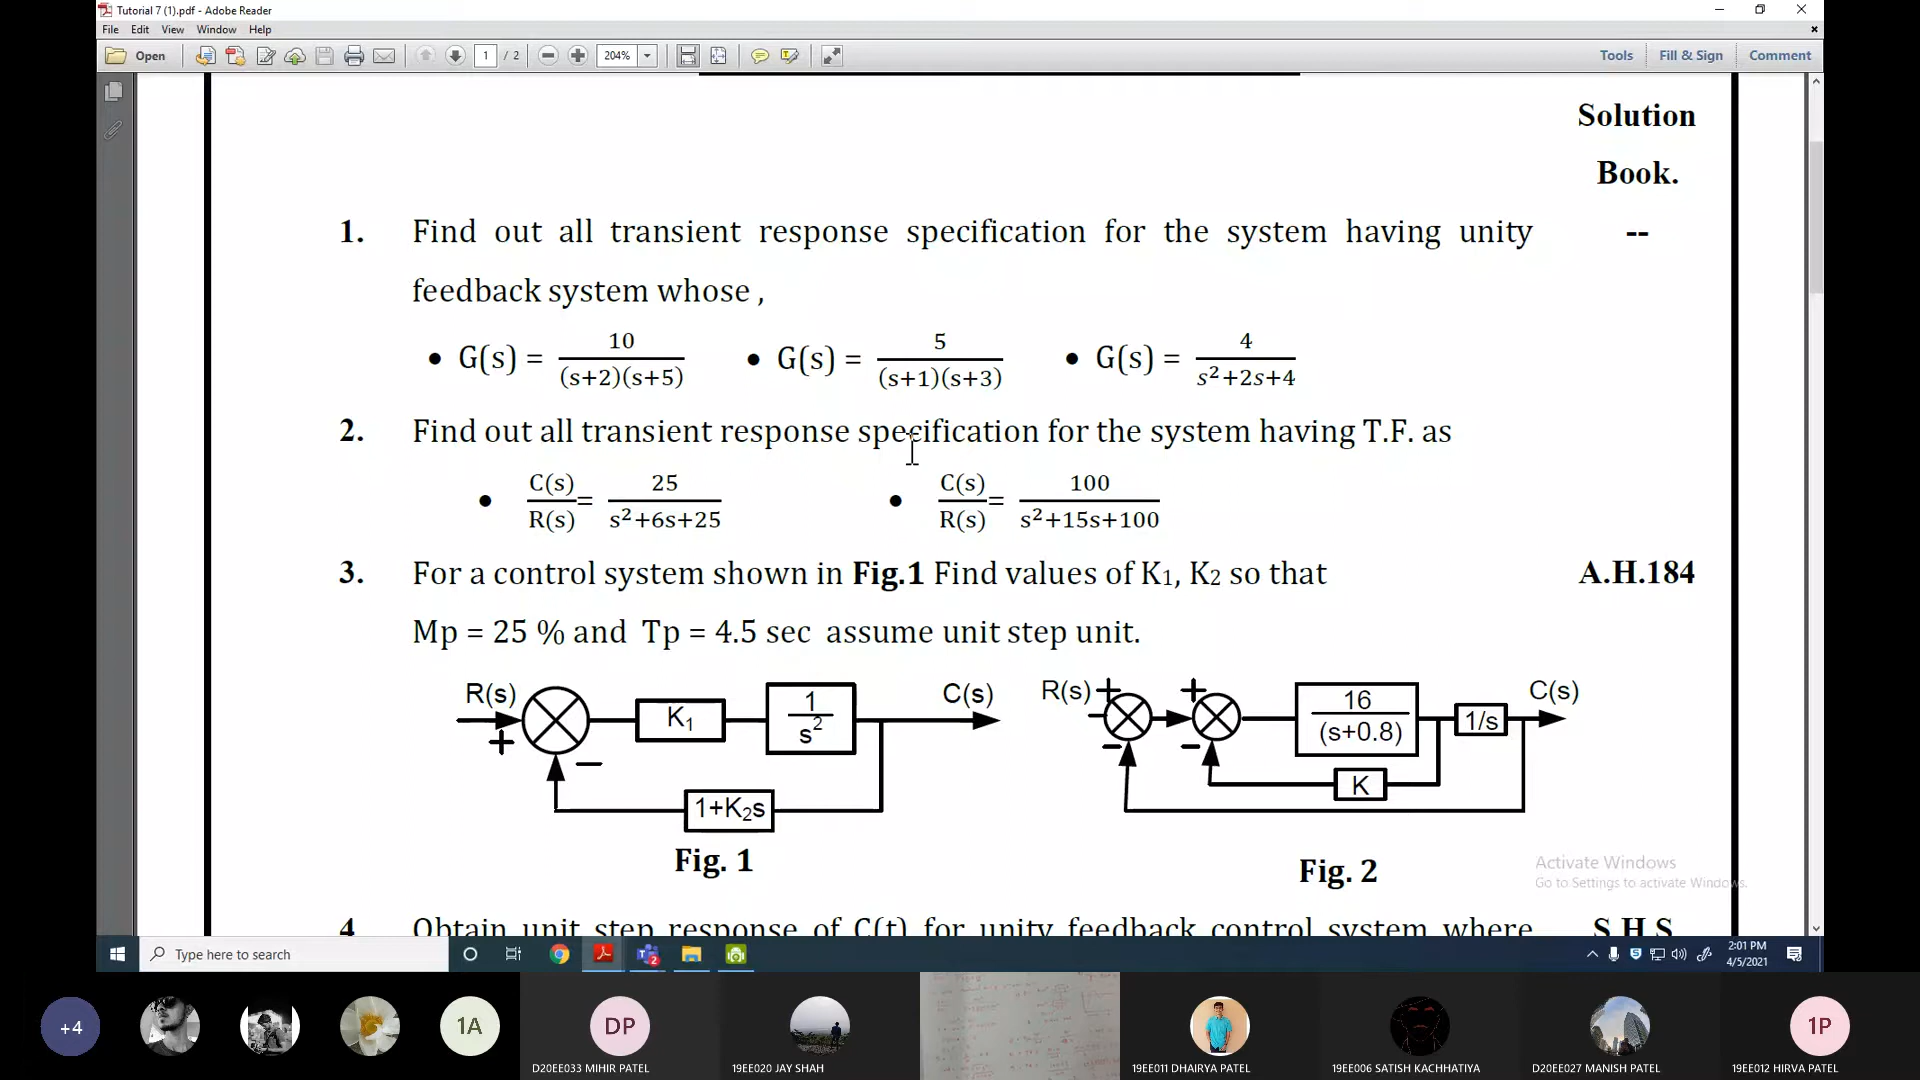 Tutorial 7 (1).pdf - Adobe Reader
File Edit View Window Help
Open 1 / 2 204% Tools Fill & Sign Comment
Solution
Book.
1. Find out all transient response specification for the system having unity --
feedback system whose ,
• G(s) = 10/(s+2)(s+5) • G(s) = 5/(s+1)(s+3) • G(s) = 4/s²+2s+4
2. Find out all transient response specification for the system having T.F. as
• C(s)/R(s) = 25/s²+6s+25 • C(s)/R(s) = 100/s²+15s+100
3. For a control system shown in Fig.1 Find values of K₁, K₂ so that A.H.184
Mp = 25 % and Tp = 4.5 sec assume unit step unit.
R(s) + − K₁ 1/s² C(s)
1+K₂s
Fig. 1
R(s) + − − + − 16/(s+0.8) 1/s C(s)
K
Fig. 2
Activate Windows
Go to Settings to activate Windows.
4. Obtain unit step response of C(t) for unity feedback control system where S.H.S
Type here to search
2
2:01 PM
4/5/2021
+4
1A
DP
D20EE033 MIHIR PATEL
19EE020 JAY SHAH
19EE011 DHAIRYA PATEL
19EE006 SATISH KACHHATIYA
D20EE027 MANISH PATEL
1P
19EE012 HIRVA PATEL